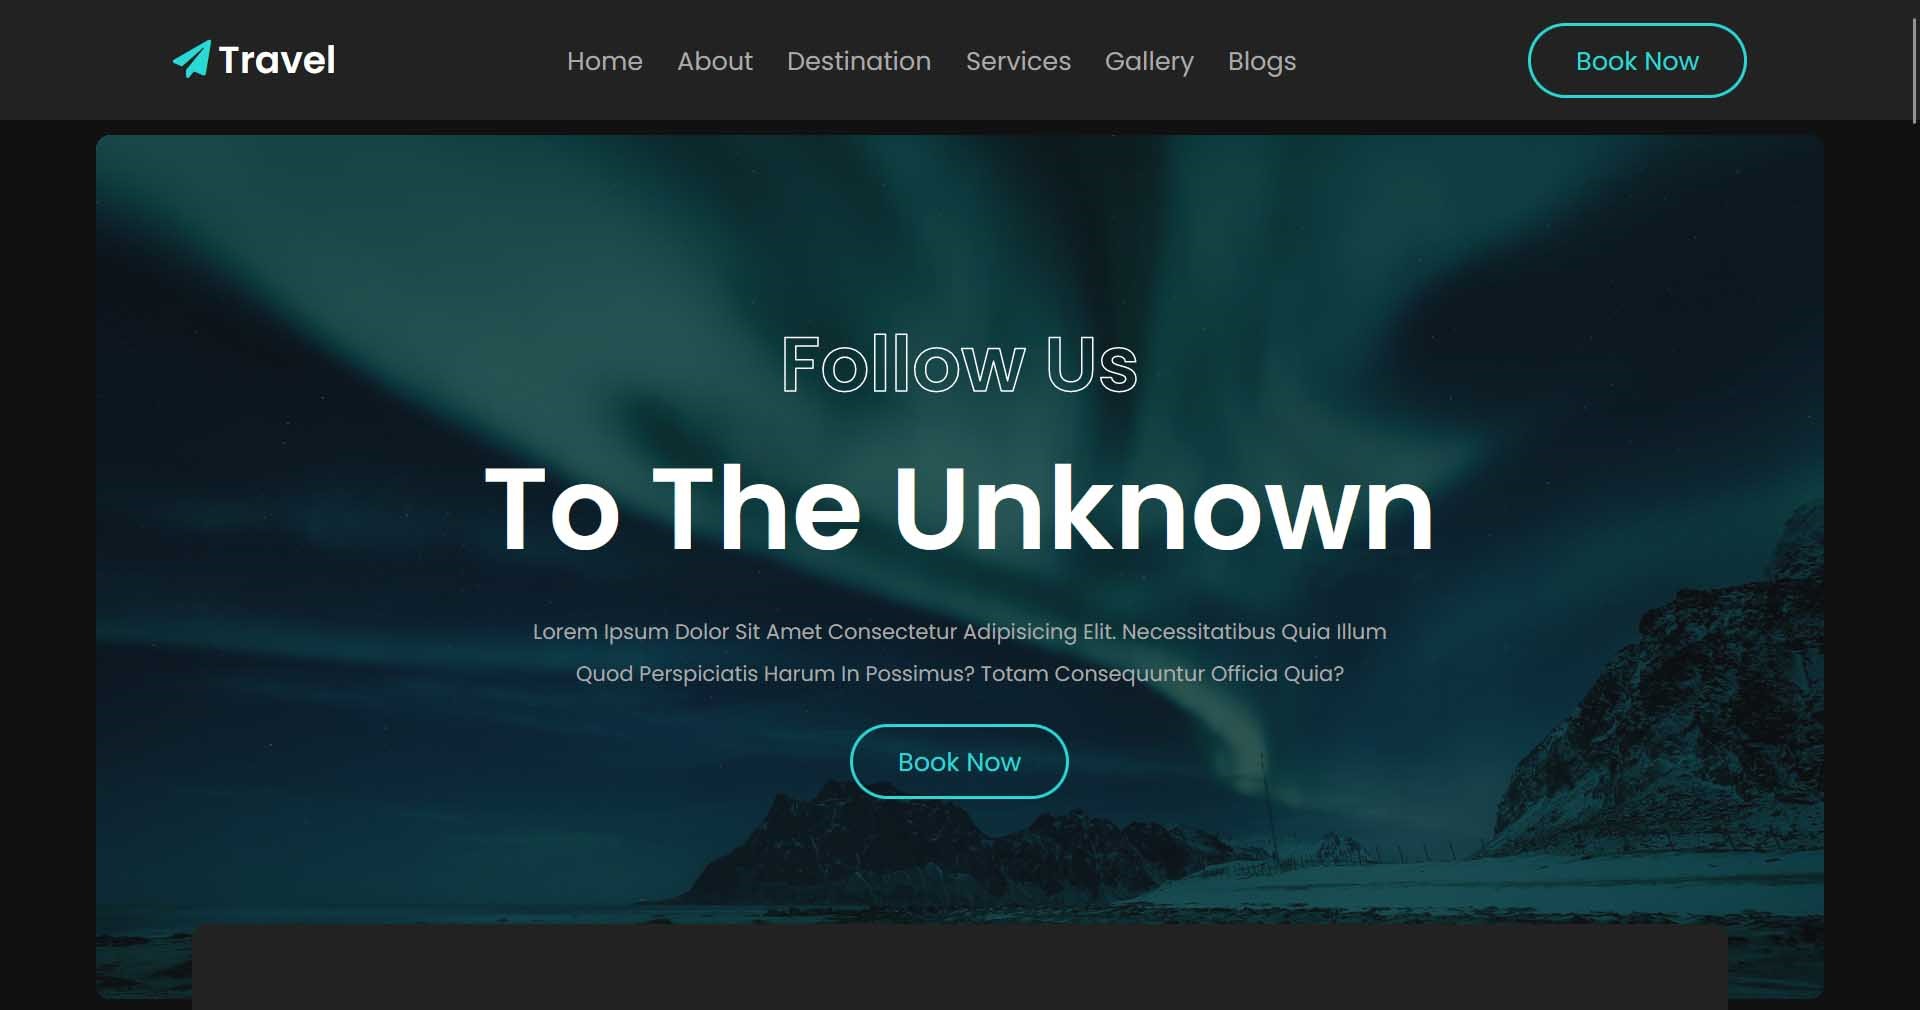 Travel
Home About Destination Services Gallery Blogs
Book Now
Follow Us
To The Unknown
Lorem Ipsum Dolor Sit Amet Consectetur Adipisicing Elit. Necessitatibus Quia Illum
Quod Perspiciatis Harum In Possimus? Totam Consequuntur Officia Quia?
Book Now